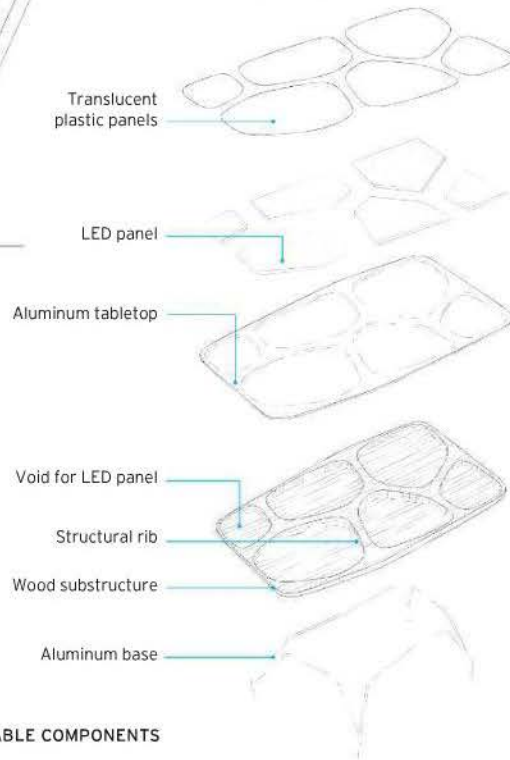 Translucent
plastic panels
LED panel
Aluminum tabletop
Void for LED panel
Structural rib
Wood substructure
Aluminum base
ABLE COMPONENTS